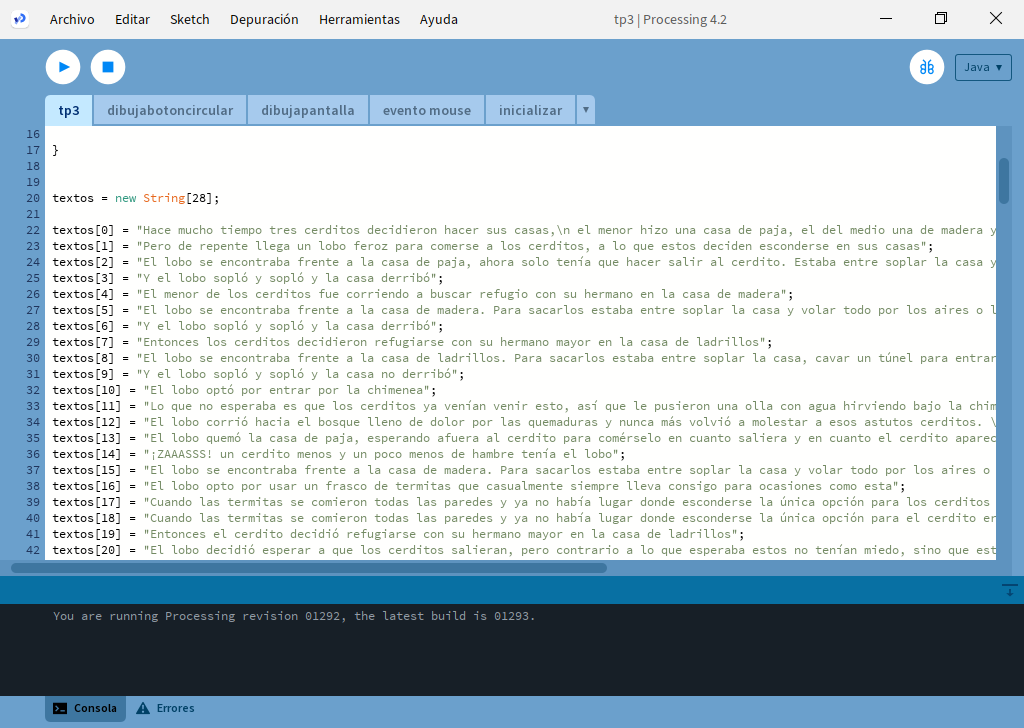 Archivo Editar Sketch Depuración Herramientas Ayuda tp3 | Processing 4.2
Java ▾
tp3 dibujabotoncircular dibujapantalla evento mouse inicializar ▾
16
17 }
18
19
20 textos = new String[28];
21
22 textos[0] = "Hace mucho tiempo tres cerditos decidieron hacer sus casas,\n el menor hizo una casa de paja, el del medio una de madera y
23 textos[1] = "Pero de repente llega un lobo feroz para comerse a los cerditos, a lo que estos deciden esconderse en sus casas";
24 textos[2] = "El lobo se encontraba frente a la casa de paja, ahora solo tenía que hacer salir al cerdito. Estaba entre soplar la casa y
25 textos[3] = "Y el lobo sopló y sopló y la casa derribó";
26 textos[4] = "El menor de los cerditos fue corriendo a buscar refugio con su hermano en la casa de madera";
27 textos[5] = "El lobo se encontraba frente a la casa de madera. Para sacarlos estaba entre soplar la casa y volar todo por los aires o l
28 textos[6] = "Y el lobo sopló y sopló y la casa derribó";
29 textos[7] = "Entonces los cerditos decidieron refugiarse con su hermano mayor en la casa de ladrillos";
30 textos[8] = "El lobo se encontraba frente a la casa de ladrillos. Para sacarlos estaba entre soplar la casa, cavar un túnel para entrar
31 textos[9] = "Y el lobo sopló y sopló y la casa no derribó";
32 textos[10] = "El lobo optó por entrar por la chimenea";
33 textos[11] = "Lo que no esperaba es que los cerditos ya venían venir esto, así que le pusieron una olla con agua hirviendo bajo la chim
34 textos[12] = "El lobo corrió hacia el bosque lleno de dolor por las quemaduras y nunca más volvió a molestar a esos astutos cerditos. \
35 textos[13] = "El lobo quemó la casa de paja, esperando afuera al cerdito para comérselo en cuanto saliera y en cuanto el cerdito aparec
36 textos[14] = "¡ZAAASSS! un cerdito menos y un poco menos de hambre tenía el lobo";
37 textos[15] = "El lobo se encontraba frente a la casa de madera. Para sacarlos estaba entre soplar la casa y volar todo por los aires o
38 textos[16] = "El lobo opto por usar un frasco de termitas que casualmente siempre lleva consigo para ocasiones como esta";
39 textos[17] = "Cuando las termitas se comieron todas las paredes y ya no había lugar donde esconderse la única opción para los cerditos
40 textos[18] = "Cuando las termitas se comieron todas las paredes y ya no había lugar donde esconderse la única opción para el cerdito er
41 textos[19] = "Entonces el cerdito decidió refugiarse con su hermano mayor en la casa de ladrillos";
42 textos[20] = "El lobo decidió esperar a que los cerditos salieran, pero contrario a lo que esperaba estos no tenían miedo, sino que est
You are running Processing revision 01292, the latest build is 01293.
Consola Errores